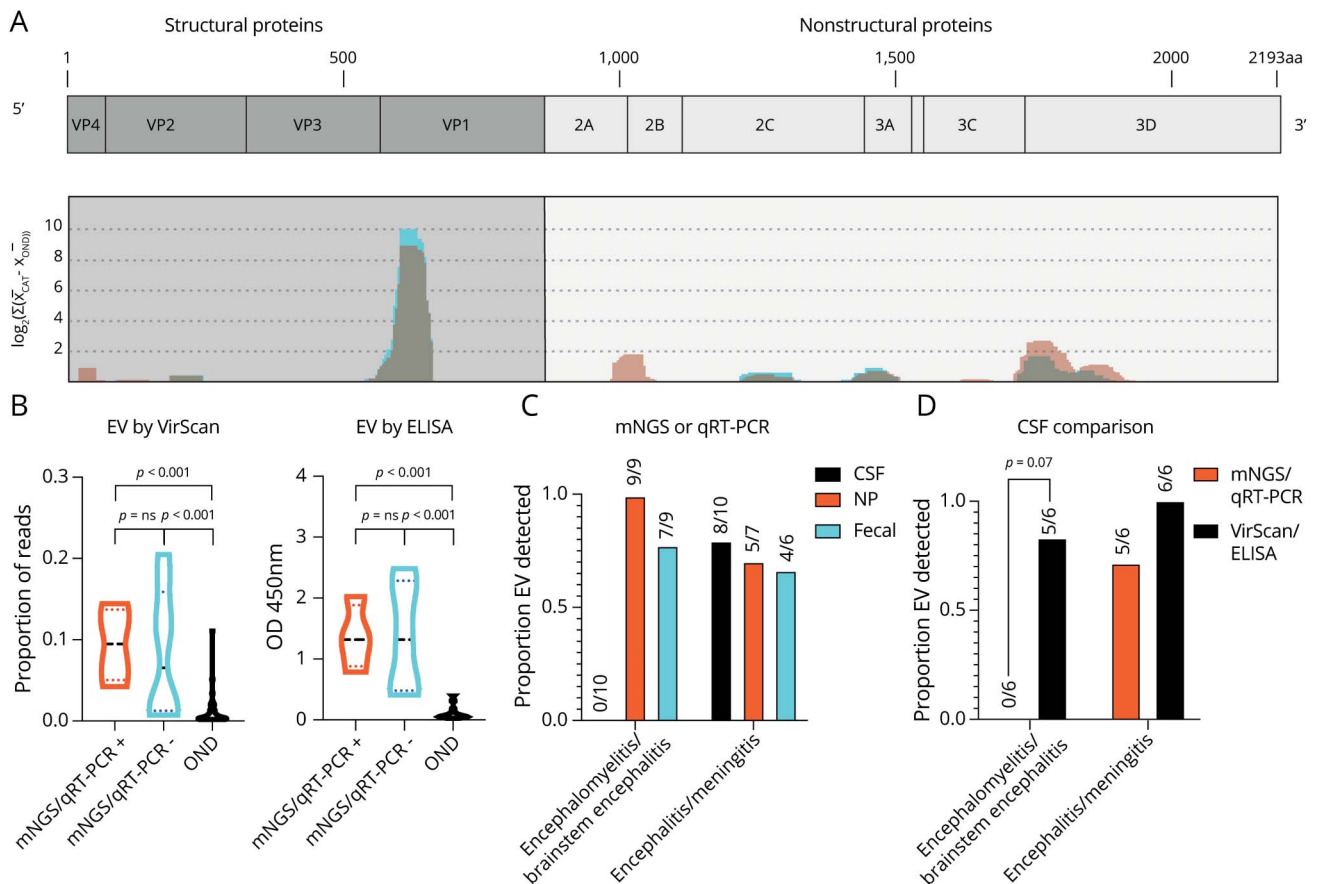 A
Structural proteins
Nonstructural proteins
1
500
1,000
1,500
2000
2193aa
5′
VP4
VP2
VP3
VP1
2A
2B
2C
3A
3C
3D
3′
log2(Σ(x̅CAT- x̅OND))
10
8
6
4
2
B
EV by VirScan
Proportion of reads
0.3
0.2
0.1
0.0
p < 0.001
p = ns
p < 0.001
mNGS/qRT-PCR +
mNGS/qRT-PCR -
OND
EV by ELISA
OD 450nm
4
3
2
1
0
p < 0.001
p = ns
p < 0.001
mNGS/qRT-PCR +
mNGS/qRT-PCR -
OND
C
mNGS or qRT-PCR
Proportion EV detected
1.0
0.5
0.0
0/10
9/9
7/9
8/10
5/7
4/6
CSF
NP
Fecal
Encephalomyelitis/
brainstem encephalitis
Encephalitis/meningitis
D
CSF comparison
Proportion EV detected
1.0
0.5
0.0
p = 0.07
0/6
5/6
5/6
6/6
mNGS/
qRT-PCR
VirScan/
ELISA
Encephalomyelitis/
brainstem encephalitis
Encephalitis/meningitis